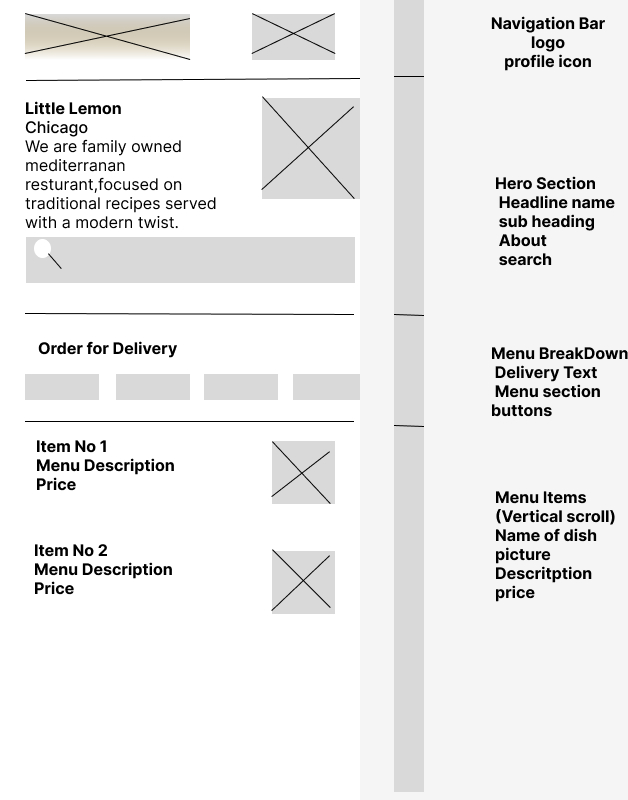 Little Lemon
Chicago
We are family owned
mediterranan
resturant,focused on
traditional recipes served
with a modern twist.
Order for Delivery
Item No 1
Menu Description
Price
Item No 2
Menu Description
Price
Navigation Bar
logo
profile icon
Hero Section
Headline name
sub heading
About
search
Menu BreakDown
Delivery Text
Menu section
buttons
Menu Items
(Vertical scroll)
Name of dish
picture
Descritption
price